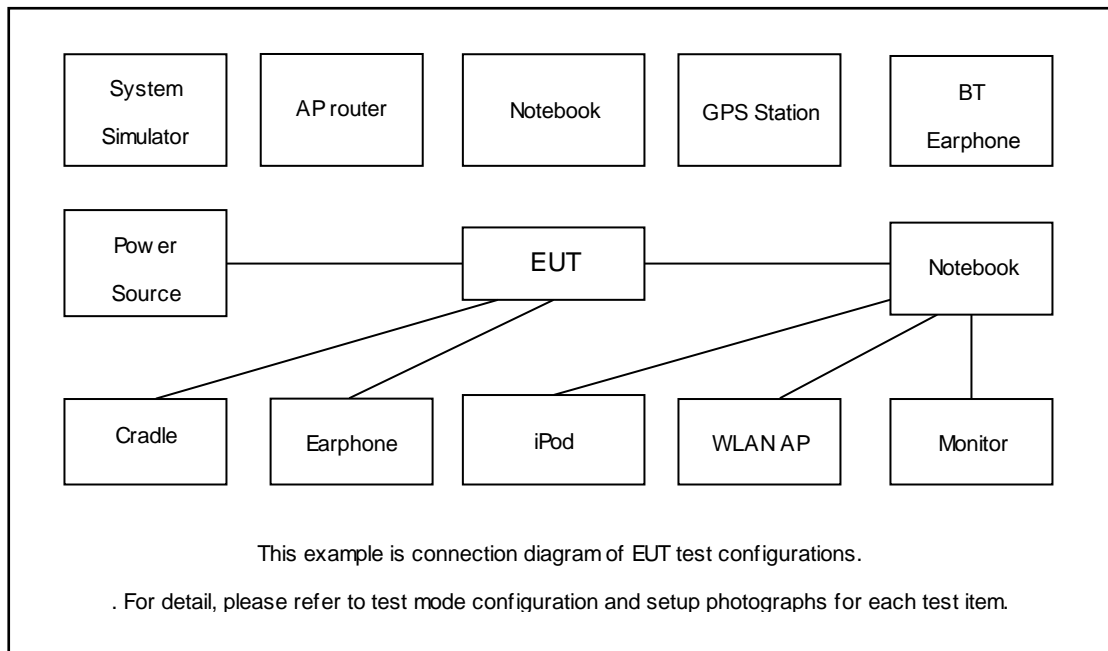 System
Simulator
AP router
Notebook
GPS Station
BT
Earphone
Power
Source
EUT
Notebook
Cradle
Earphone
iPod
WLAN AP
Monitor
This example is connection diagram of EUT test configurations.
. For detail, please refer to test mode configuration and setup photographs for each test item.